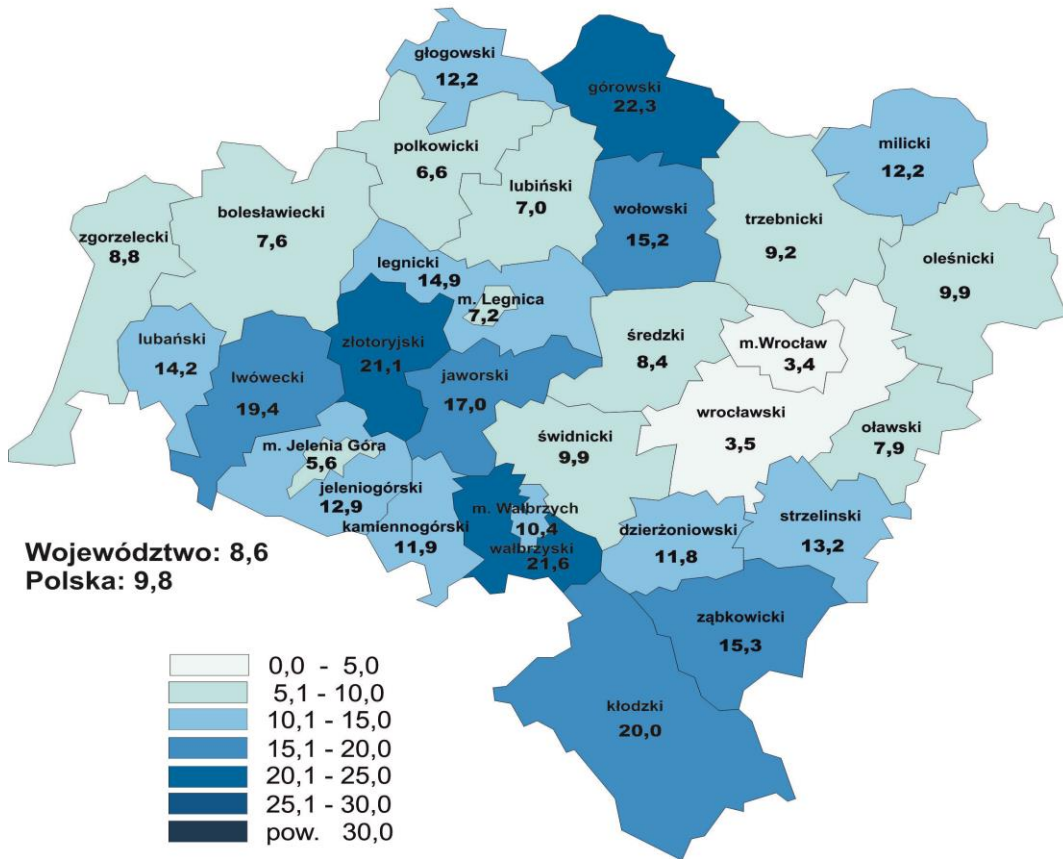 głogowski
12,2
górowski
22,3
milicki
12,2
polkowicki
6,6
lubiński
7,0
wołowski
15,2
trzebnicki
9,2
bolesławiecki
7,6
zgorzelecki
8,8
oleśnicki
9,9
legnicki
14,9
m. Legnica
7,2
lubański
14,2
złotoryjski
21,1
średzki
8,4
m.Wrocław
3,4
lwówecki
19,4
jaworski
17,0
wrocławski
3,5
oławski
7,9
świdnicki
9,9
m. Jelenia Góra
5,6
jeleniogórski
12,9
kamiennogórski
11,9
m. Wałbrzych
10,4
wałbrzyski
21,6
dzierżoniowski
11,8
strzelinski
13,2
Województwo: 8,6
Polska: 9,8
ząbkowicki
15,3
kłodzki
20,0
0,0 - 5,0
5,1 - 10,0
10,1 - 15,0
15,1 - 20,0
20,1 - 25,0
25,1 - 30,0
pow. 30,0